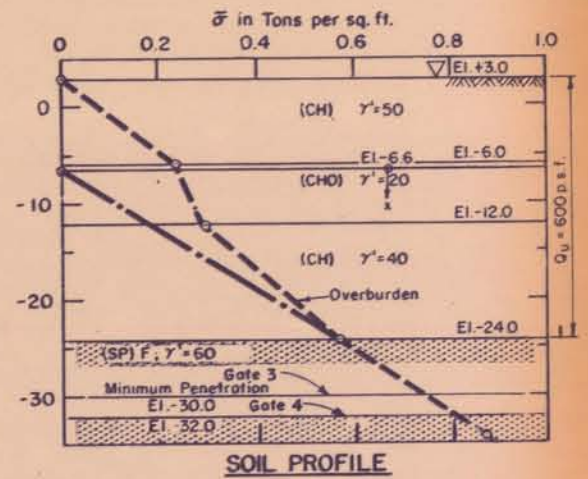 σ̄ in Tons per sq. ft.
0 0.2 0.4 0.6 0.8 1.0
El.+3.0
0
(CH) γ'=50
El.-6.6 El.-6.0
(CHO) γ'=20
x
-10
El.-12.0
(CH) γ'=40
Qu = 600 p.s.f.
-20
Overburden
El.-24.0
(SP) F, γ'=60
Gate 3
Minimum Penetration
-30
El.-30.0 Gate 4
El.-32.0
SOIL PROFILE